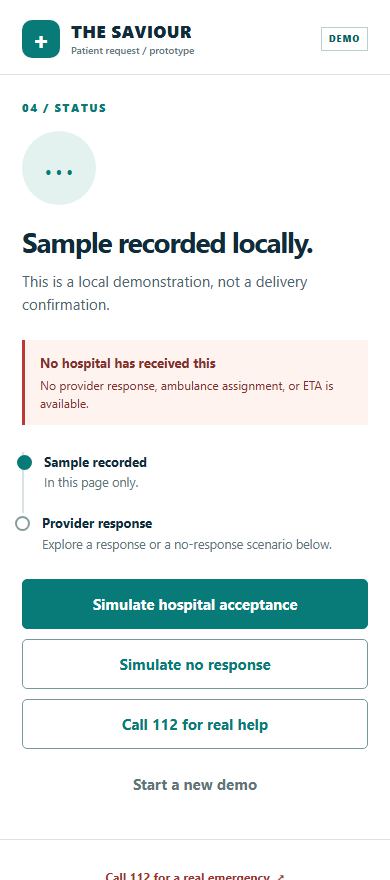 THE SAVIOUR
Patient request / prototype
DEMO
04 / STATUS
...
Sample recorded locally.
This is a local demonstration, not a delivery
confirmation.
No hospital has received this
No provider response, ambulance assignment, or ETA is
available.
Sample recorded
In this page only.
Provider response
Explore a response or a no-response scenario below.
Simulate hospital acceptance
Simulate no response
Call 112 for real help
Start a new demo
Call 112 for a real emergency ↗